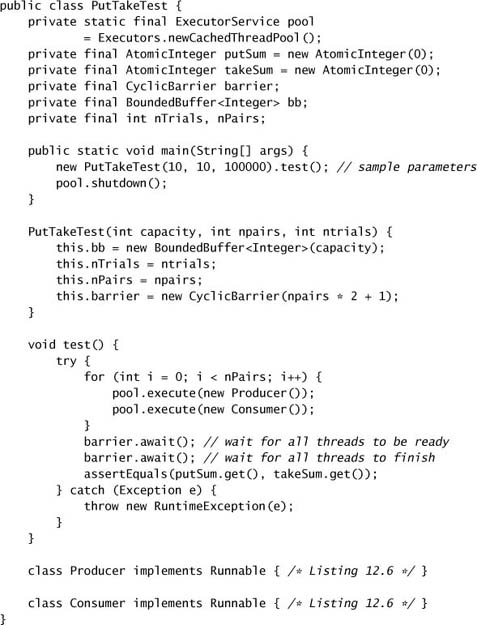 public class PutTakeTest {
    private static final ExecutorService pool
            = Executors.newCachedThreadPool();
    private final AtomicInteger putSum = new AtomicInteger(0);
    private final AtomicInteger takeSum = new AtomicInteger(0);
    private final CyclicBarrier barrier;
    private final BoundedBuffer<Integer> bb;
    private final int nTrials, nPairs;

    public static void main(String[] args) {
        new PutTakeTest(10, 10, 100000).test(); // sample parameters
        pool.shutdown();
    }

    PutTakeTest(int capacity, int npairs, int ntrials) {
        this.bb = new BoundedBuffer<Integer>(capacity);
        this.nTrials = ntrials;
        this.nPairs = npairs;
        this.barrier = new CyclicBarrier(npairs * 2 + 1);
    }

    void test() {
        try {
            for (int i = 0; i < nPairs; i++) {
                pool.execute(new Producer());
                pool.execute(new Consumer());
            }
            barrier.await(); // wait for all threads to be ready
            barrier.await(); // wait for all threads to finish
            assertEquals(putSum.get(), takeSum.get());
        } catch (Exception e) {
            throw new RuntimeException(e);
        }
    }

    class Producer implements Runnable { /* Listing 12.6 */ }

    class Consumer implements Runnable { /* Listing 12.6 */ }
}